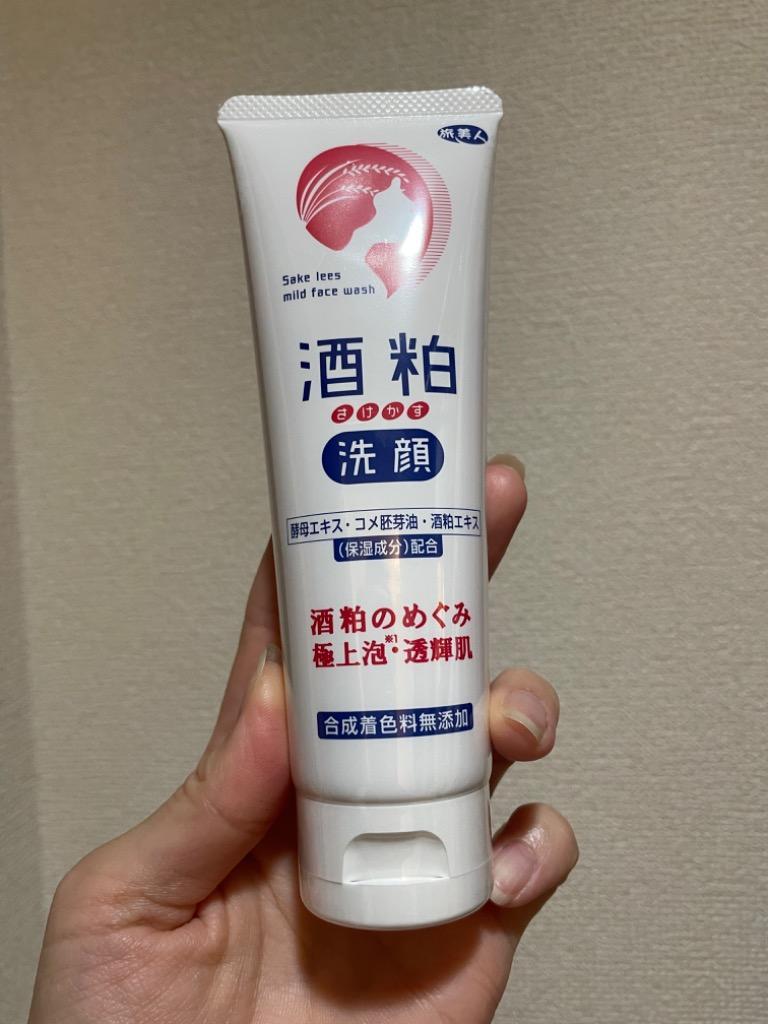 旅美人
Sake lees
mild face wash
酒粕
さけかす
洗顔
酵母エキス・コメ胚芽油・酒粕エキス
(保湿成分)配合
酒粕のめぐみ
極上泡※1・透輝肌
合成着色料無添加